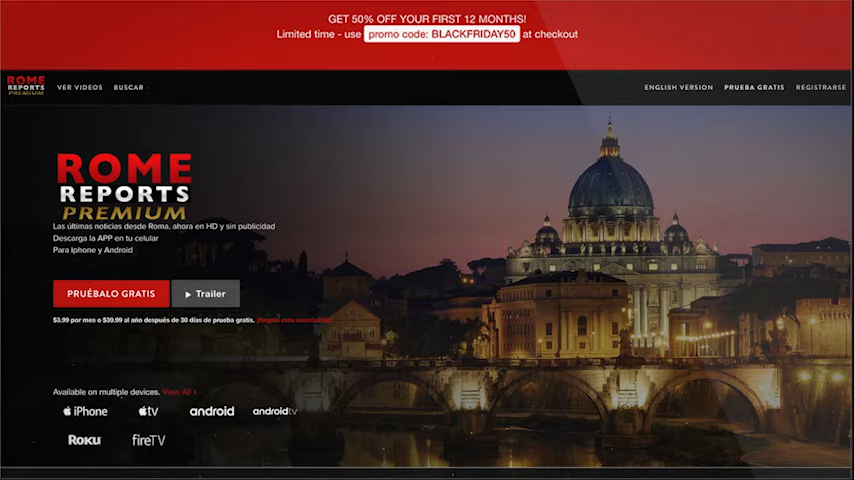 GET 50% OFF YOUR FIRST 12 MONTHS!
Limited time - use promo code: BLACKFRIDAY50 at checkout
ROME
REPORTS
PREMIUM
VER VIDEOS
BUSCAR
ENGLISH VERSION
PRUEBA GRATIS
REGISTRARSE
ROME
REPORTS
PREMIUM
Las últimas noticias desde Roma, ahora en HD y sin publicidad
Descarga la APP en tu celular
Para Iphone y Android
PRUÉBALO GRATIS
Trailer
$3.99 por mes o $39.99 al año después de 30 días de prueba gratis.
Available on multiple devices. View All
iPhone
tv
android
androidtv
Roku
fireTV